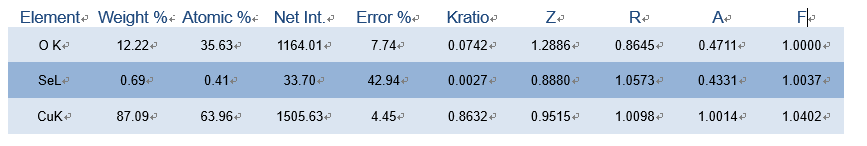 Element Weight % Atomic % Net Int. Error % Kratio Z R A F
O K 12.22 35.63 1164.01 7.74 0.0742 1.2886 0.8645 0.4711 1.0000
SeL 0.69 0.41 33.70 42.94 0.0027 0.8880 1.0573 0.4331 1.0037
CuK 87.09 63.96 1505.63 4.45 0.8632 0.9515 1.0098 1.0014 1.0402